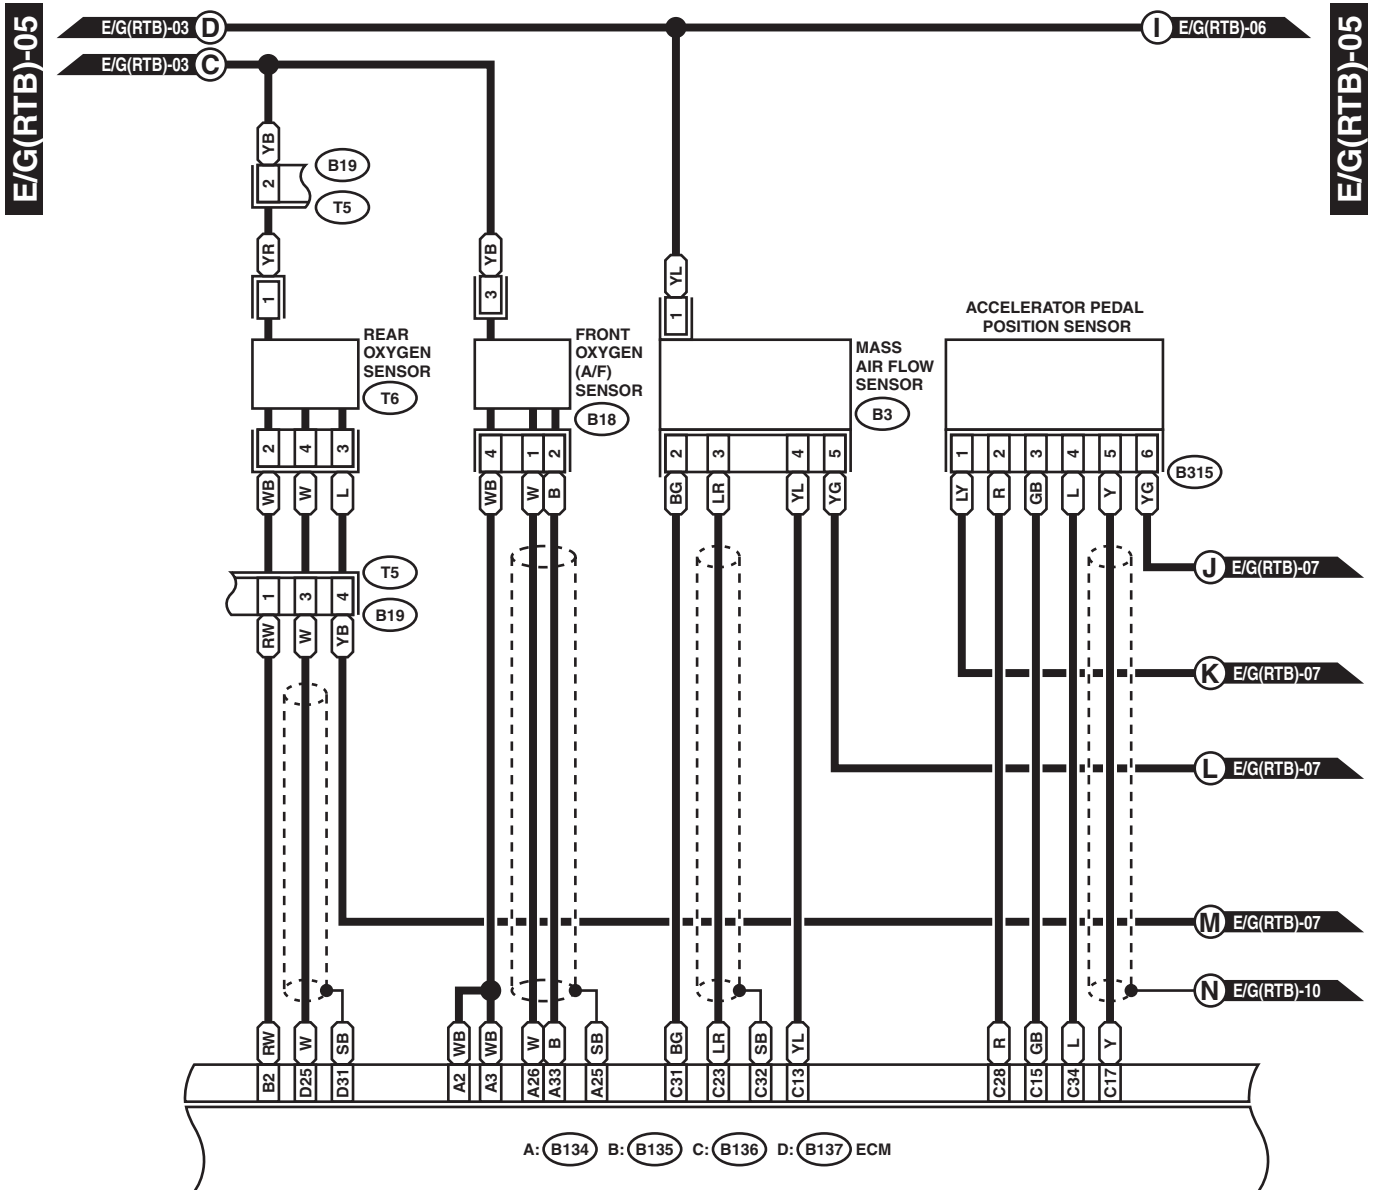 E/G(RTB)-05
E/G(RTB)-05
E/G(RTB)-03 D
I E/G(RTB)-06
E/G(RTB)-03 C
YB
2
B19
T5
YR
YB
YL
1
3
1
ACCELERATOR PEDAL
POSITION SENSOR
REAR
OXYGEN
SENSOR
T6
FRONT
OXYGEN
(A/F)
SENSOR
B18
MASS
AIR FLOW
SENSOR
B3
2 4 3
4 1 2
2 3 4 5
1 2 3 4 5 6
B315
WB W L
WB W B
BG LR YL YG
LY R GB L Y YG
T5
J E/G(RTB)-07
1 3 4
B19
RW W YB
K E/G(RTB)-07
L E/G(RTB)-07
M E/G(RTB)-07
N E/G(RTB)-10
RW W SB
WB WB W B SB
BG LR SB YL
R GB L Y
B2 D25 D31
A2 A3 A26 A33 A25
C31 C23 C32 C13
C28 C15 C34 C17
A: B134 B: B135 C: B136 D: B137 ECM